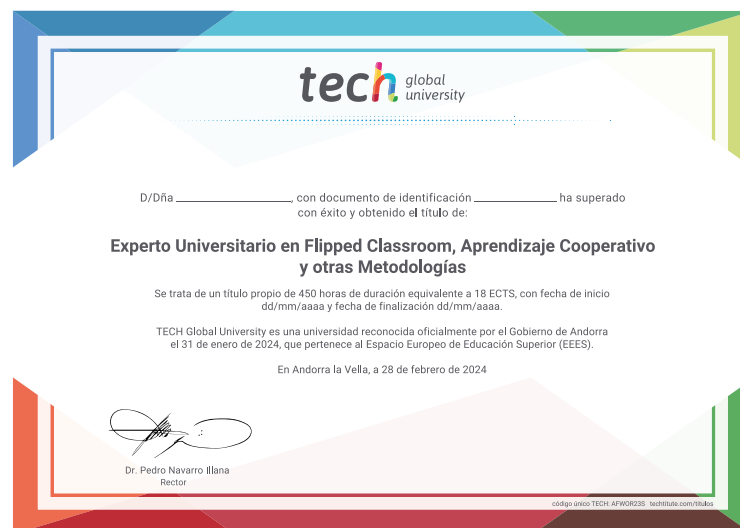 tech global university
D/Dña ____________________, con documento de identificación ______________ ha superado
con éxito y obtenido el título de:
Experto Universitario en Flipped Classroom, Aprendizaje Cooperativo
y otras Metodologías
Se trata de un título propio de 450 horas de duración equivalente a 18 ECTS, con fecha de inicio
dd/mm/aaaa y fecha de finalización dd/mm/aaaa.
TECH Global University es una universidad reconocida oficialmente por el Gobierno de Andorra
el 31 de enero de 2024, que pertenece al Espacio Europeo de Educación Superior (EEES).
En Andorra la Vella, a 28 de febrero de 2024
Dr. Pedro Navarro Illana
Rector
código único TECH: AFWOR23S techtitute.com/titulos